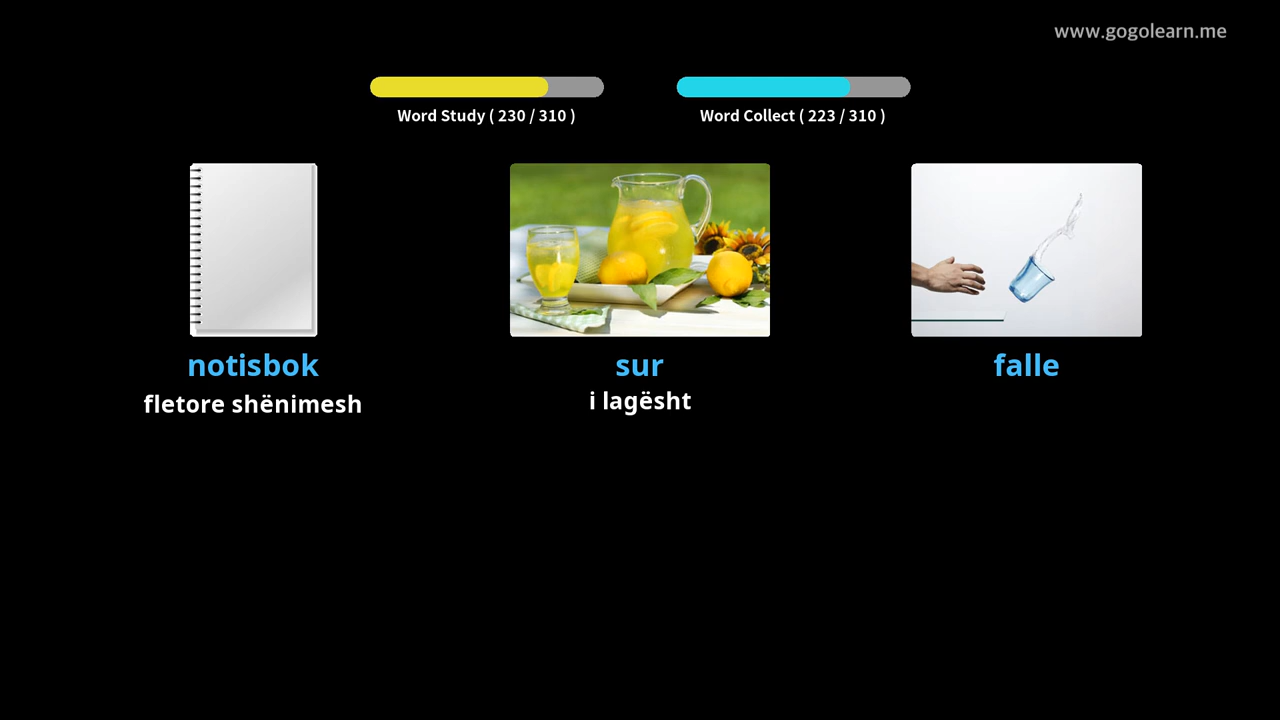 www.gogolearn.me
Word Study ( 230 / 310 )
Word Collect ( 223 / 310 )
notisbok
sur
falle
fletore shënimesh
i lagësht